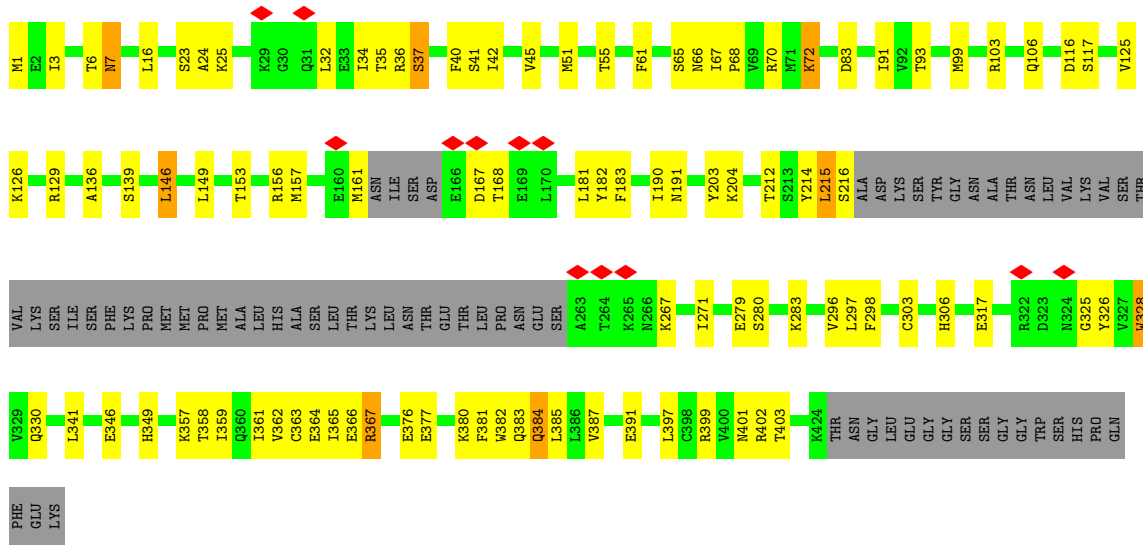 M1 E2 I3 T6 N7 L16 S23 A24 K25 K29 G30 Q31 L32 E33 I34 T35 R36 S37 F40 S41 I42 V45 M51 T55 F61 S65 N66 I67 P68 V69 R70 M71 K72 D83 I91 V92 T93 M99 R103 Q106 D116 S117 V125
K126 R129 A136 S139 L146 L149 T153 R156 M157 E160 M161 ASN ILE SER ASP E166 D167 T168 E169 L170 L181 Y182 F183 I190 N191 Y203 K204 T212 S213 Y214 L215 S216 ALA ASP LYS SER TYR GLY ASN ALA THR ASN LEU VAL LYS VAL SER THR
VAL LYS SER ILE SER PHE LYS PRO MET MET PRO MET ALA LEU HIS ALA SER LEU THR LYS LEU ASN THR GLU THR LEU PRO ASN GLU SER A263 T264 K265 N266 K267 I271 E279 S280 K283 V296 L297 F298 C303 H306 E317 R322 D323 N324 G325 Y326 V327 W328
V329 Q330 L341 E346 H349 K357 T358 I359 Q360 I361 V362 C363 E364 I365 E366 R367 E376 E377 K380 F381 W382 Q383 Q384 L385 L386 V387 E391 L397 C398 R399 V400 N401 R402 T403 K424 THR ASN GLY LEU GLU GLY GLY SER SER GLY GLY TRP SER HIS PRO GLN
PHE GLU LYS